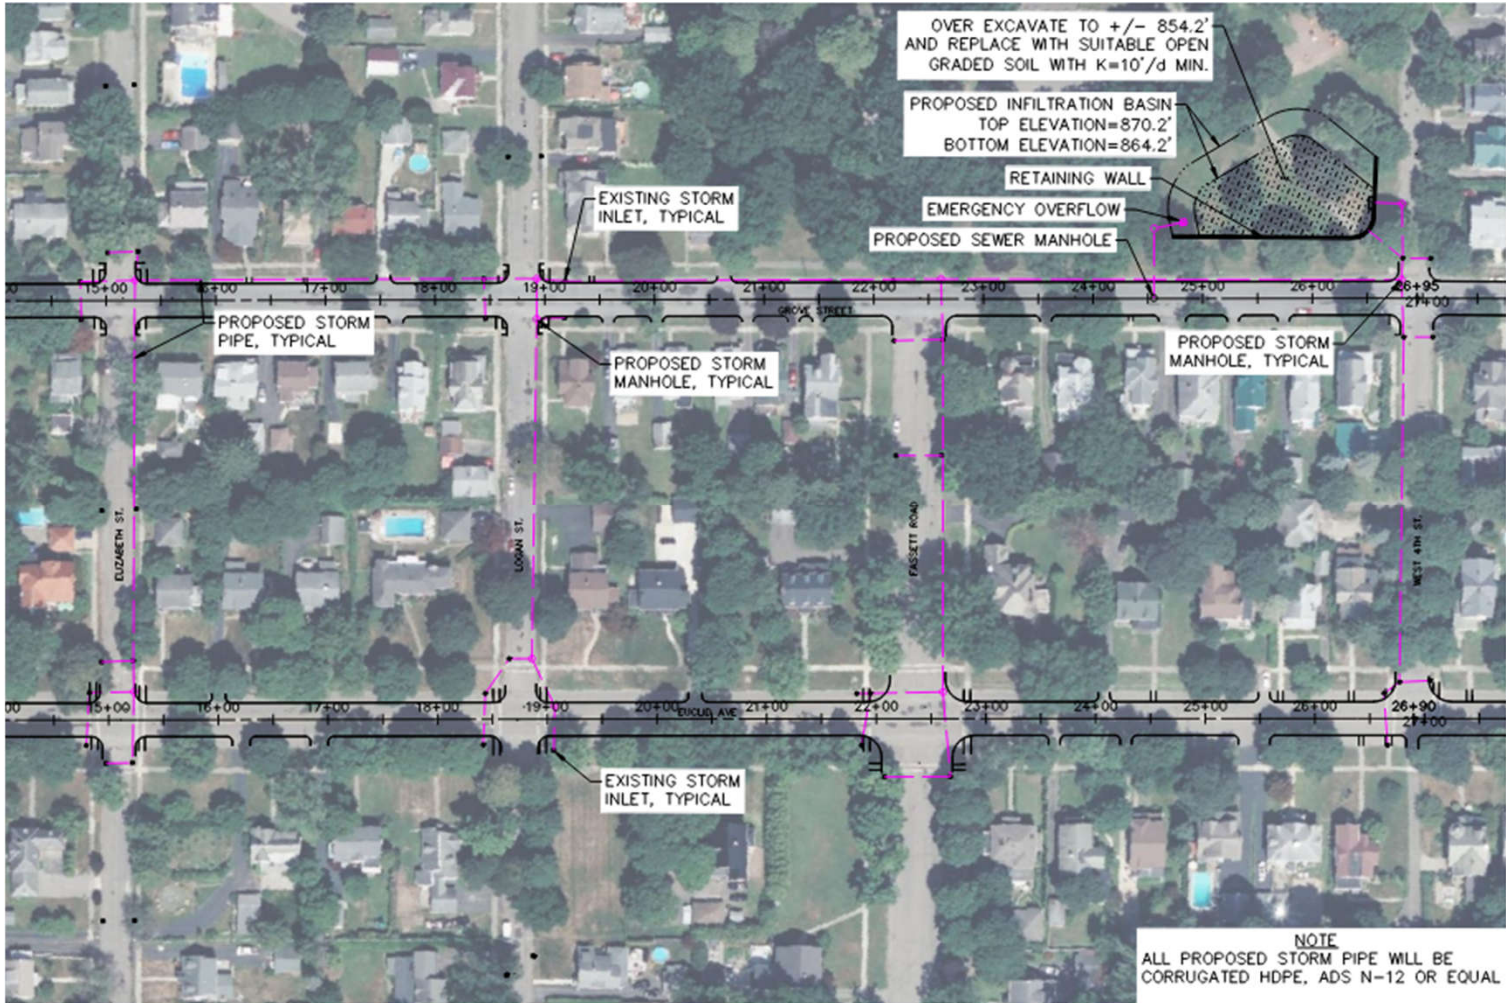 OVER EXCAVATE TO +/- 854.2'
AND REPLACE WITH SUITABLE OPEN
GRADED SOIL WITH K=10'/d MIN.
PROPOSED INFILTRATION BASIN
TOP ELEVATION=870.2'
BOTTOM ELEVATION=864.2'
RETAINING WALL
EMERGENCY OVERFLOW
PROPOSED SEWER MANHOLE
EXISTING STORM
INLET, TYPICAL
00
15+00
16+00
17+00
18+00
19+00
20+00
21+00
22+00
23+00
24+00
25+00
26+00
26+95
27+00
GROVE STREET
PROPOSED STORM
PIPE, TYPICAL
PROPOSED STORM
MANHOLE, TYPICAL
PROPOSED STORM
MANHOLE, TYPICAL
ELIZABETH ST.
LOGAN ST.
FASSETT ROAD
WEST 4TH ST.
00
15+00
16+00
17+00
18+00
19+00
20+00
21+00
22+00
23+00
24+00
25+00
26+00
26+90
27+00
EUCLID AVE
EXISTING STORM
INLET, TYPICAL
NOTE
ALL PROPOSED STORM PIPE WILL BE
CORRUGATED HDPE, ADS N-12 OR EQUAL